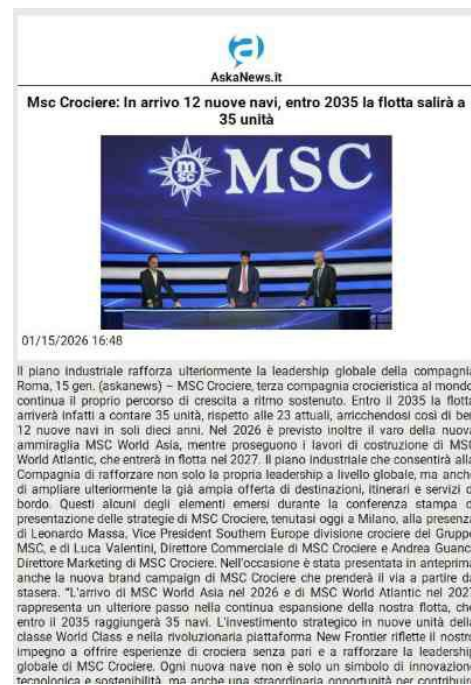 AskaNews.it
Msc Crociere: In arrivo 12 nuove navi, entro 2035 la flotta salirà a
35 unità
MSC
01/15/2026 16:48
Il piano industriale rafforza ulteriormente la leadership globale della compagnia
Roma, 15 gen. (askanews) – MSC Crociere, terza compagnia crocieristica al mondo
continua il proprio percorso di crescita a ritmo sostenuto. Entro il 2035 la flotta
arriverà infatti a contare 35 unità, rispetto alle 23 attuali, arricchendosi così di ben
12 nuove navi in soli dieci anni. Nel 2026 è previsto inoltre il varo della nuova
ammiraglia MSC World Asia, mentre proseguono i lavori di costruzione di MSC
World Atlantic, che entrerà in flotta nel 2027. Il piano industriale che consentirà alla
Compagnia di rafforzare non solo la propria leadership a livello globale, ma anche
di ampliare ulteriormente la già ampia offerta di destinazioni, itinerari e servizi d
bordo. Questi alcuni degli elementi emersi durante la conferenza stampa d
presentazione delle strategie di MSC Crociere, tenutasi oggi a Milano, alla presenza
di Leonardo Massa, Vice President Southern Europe divisione crociere del Gruppo
MSC, e di Luca Valentini, Direttore Commerciale di MSC Crociere e Andrea Guanci
Direttore Marketing di MSC Crociere. Nell'occasione è stata presentata in anteprima
anche la nuova brand campaign di MSC Crociere che prenderà il via a partire da
stasera. "L'arrivo di MSC World Asia nel 2026 e di MSC World Atlantic nel 2027
rappresenta un ulteriore passo nella continua espansione della nostra flotta, che
entro il 2035 raggiungerà 35 navi. L'investimento strategico in nuove unità della
classe World Class e nella rivoluzionaria piattaforma New Frontier riflette il nostro
impegno a offrire esperienze di crociera senza pari e a rafforzare la leadership
globale di MSC Crociere. Ogni nuova nave non è solo un simbolo di innovazione
tecnologica e sostenibilità, ma anche una straordinaria opportunità per contribuire